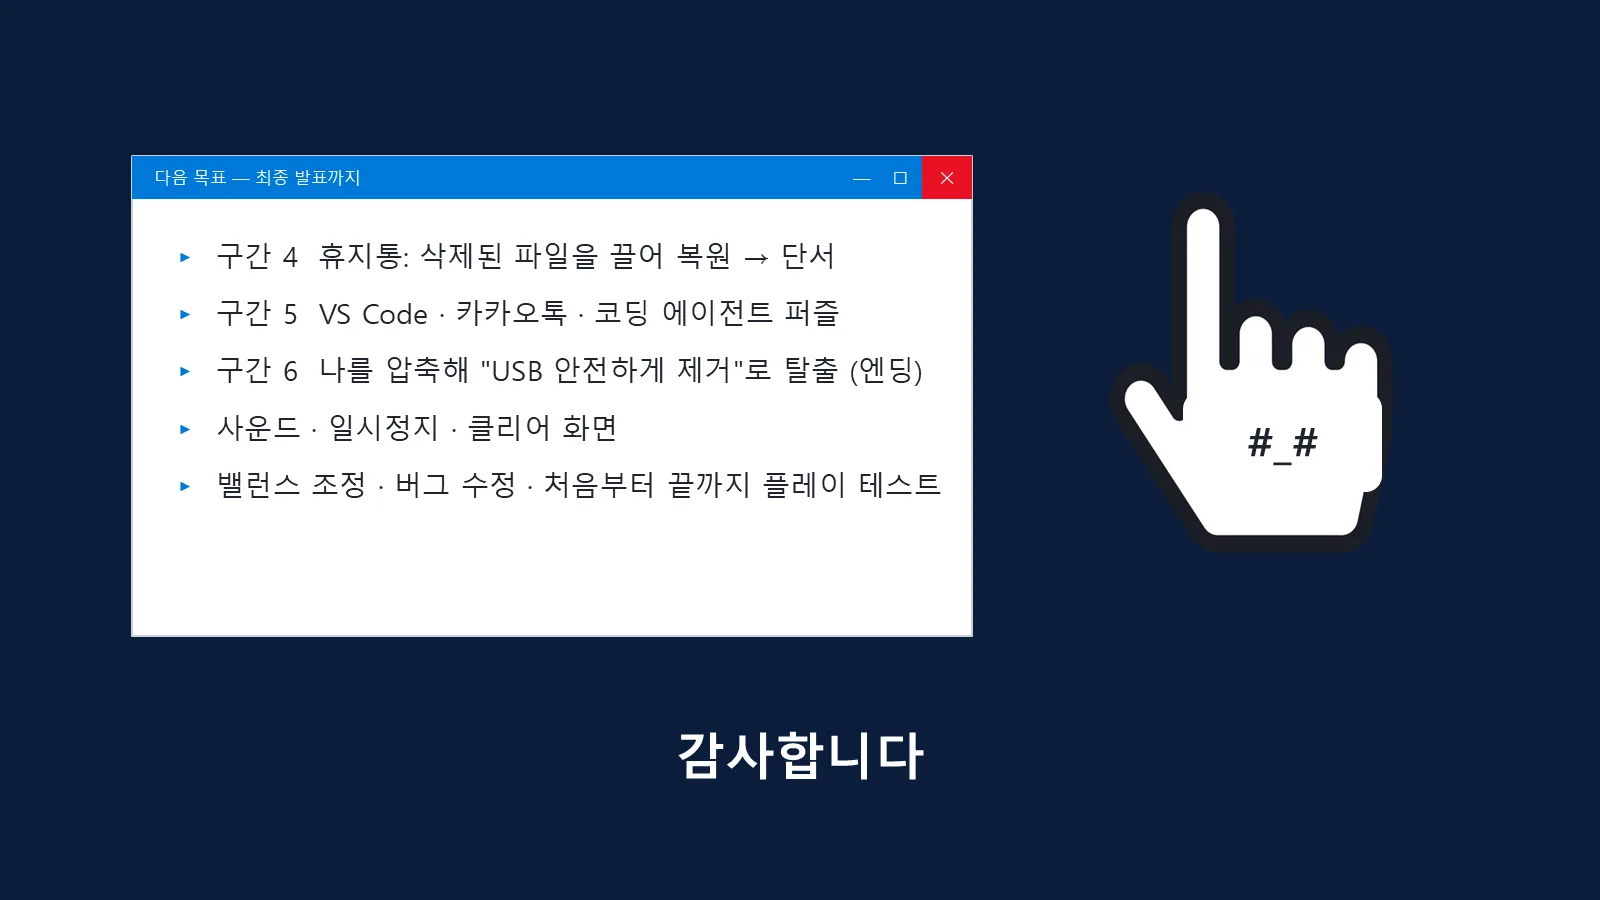 다음 목표 — 최종 발표까지
▸ 구간 4 휴지통: 삭제된 파일을 끌어 복원 → 단서
▸ 구간 5 VS Code · 카카오톡 · 코딩 에이전트 퍼즐
▸ 구간 6 나를 압축해 "USB 안전하게 제거"로 탈출 (엔딩)
▸ 사운드 · 일시정지 · 클리어 화면
▸ 밸런스 조정 · 버그 수정 · 처음부터 끝까지 플레이 테스트
#_#
감사합니다